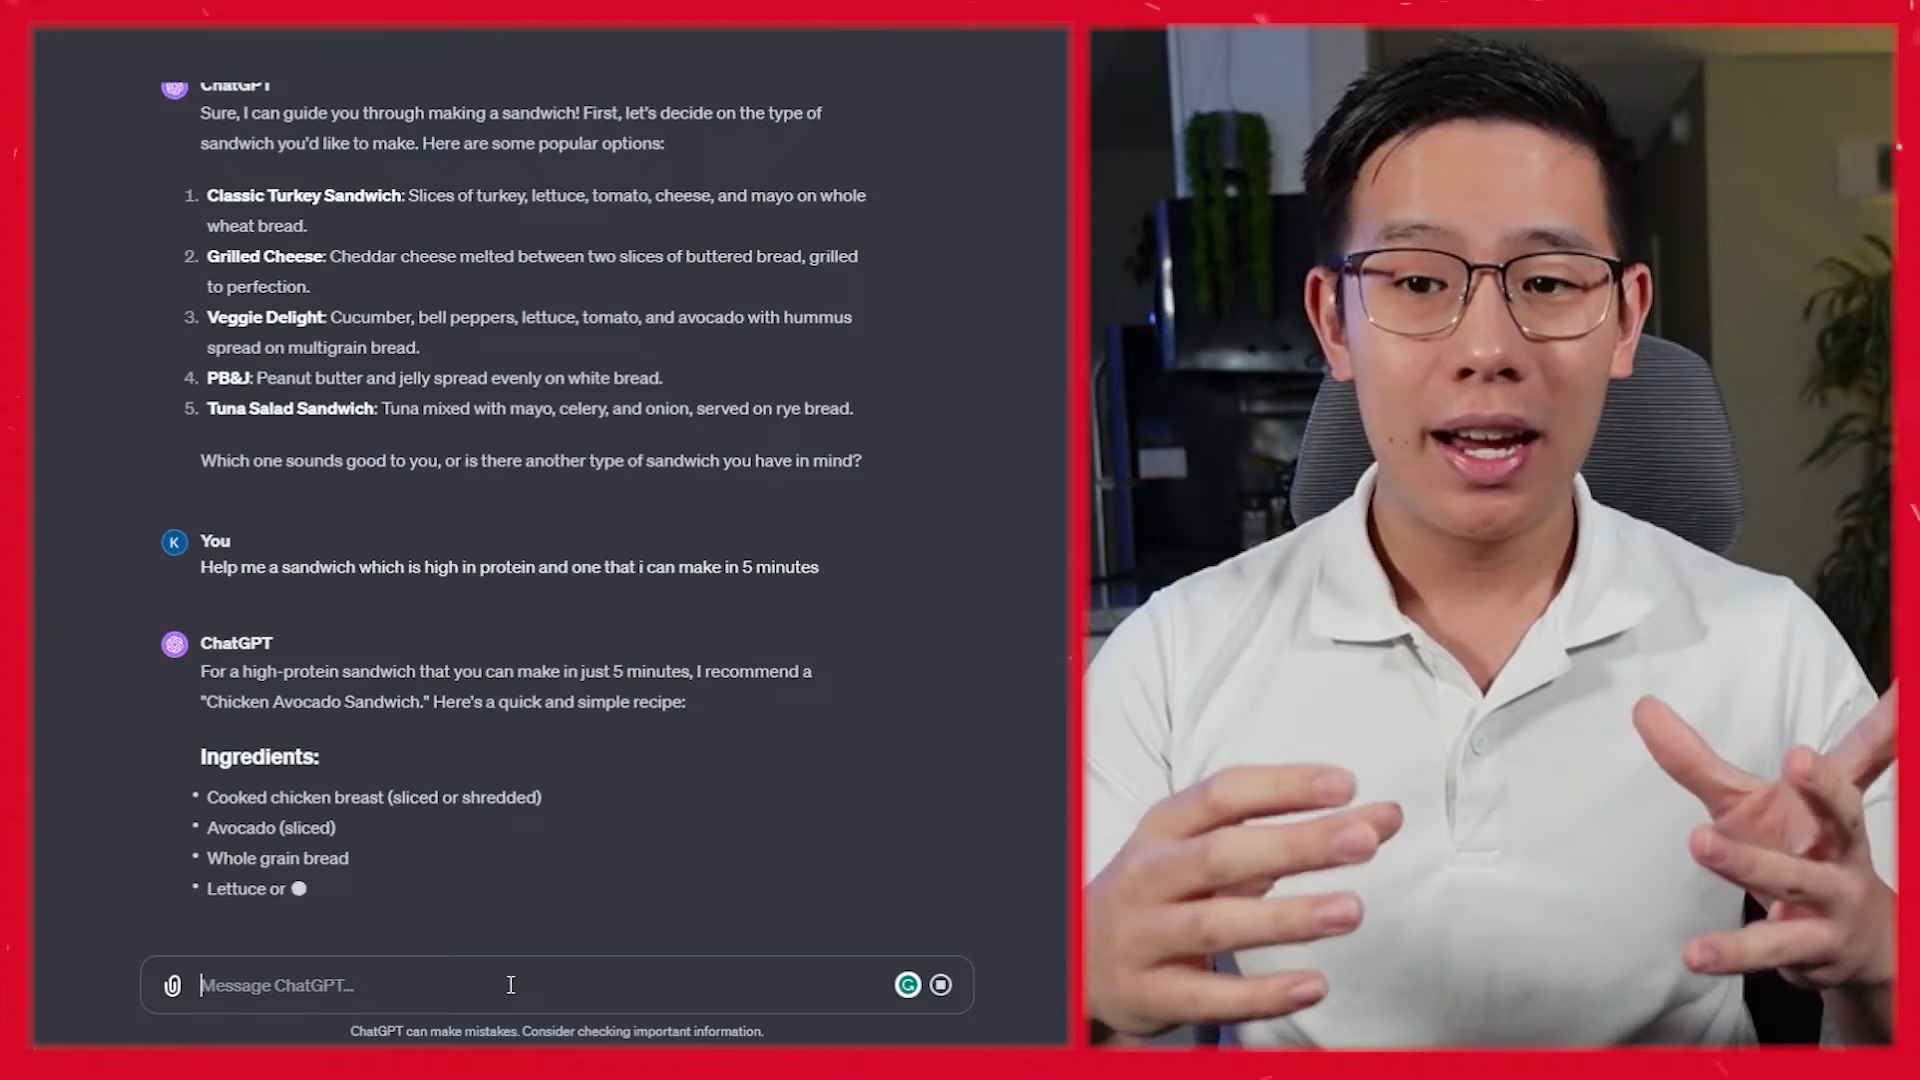 ChatGPT
Sure, I can guide you through making a sandwich! First, let's decide on the type of
sandwich you'd like to make. Here are some popular options:
1. Classic Turkey Sandwich: Slices of turkey, lettuce, tomato, cheese, and mayo on whole
wheat bread.
2. Grilled Cheese: Cheddar cheese melted between two slices of buttered bread, grilled
to perfection.
3. Veggie Delight: Cucumber, bell peppers, lettuce, tomato, and avocado with hummus
spread on multigrain bread.
4. PB&J: Peanut butter and jelly spread evenly on white bread.
5. Tuna Salad Sandwich: Tuna mixed with mayo, celery, and onion, served on rye bread.
Which one sounds good to you, or is there another type of sandwich you have in mind?
K You
Help me a sandwich which is high in protein and one that i can make in 5 minutes
ChatGPT
For a high-protein sandwich that you can make in just 5 minutes, I recommend a
"Chicken Avocado Sandwich." Here's a quick and simple recipe:
Ingredients:
• Cooked chicken breast (sliced or shredded)
• Avocado (sliced)
• Whole grain bread
• Lettuce or
Message ChatGPT...
G
ChatGPT can make mistakes. Consider checking important information.